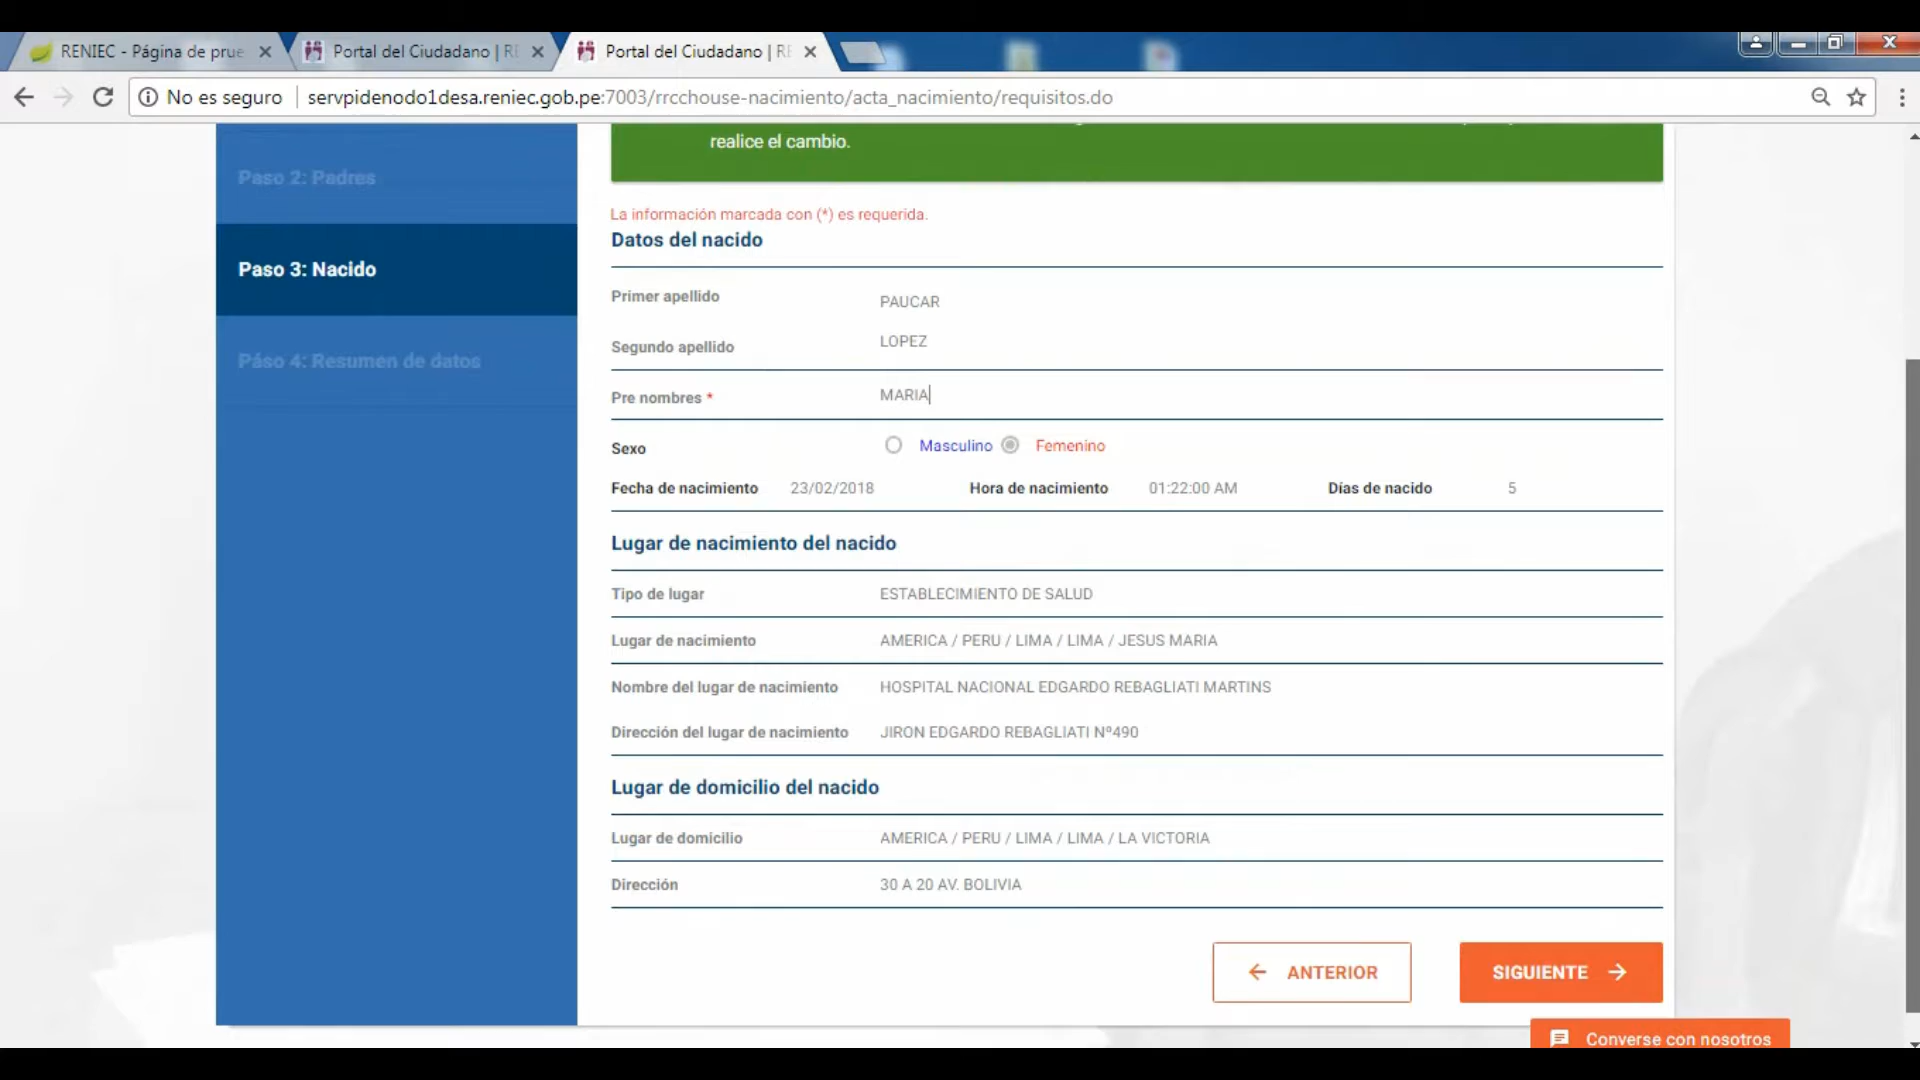 RENIEC - Página de prue
Portal del Ciudadano | RE
Portal del Ciudadano | RE
No es seguro
servpidenodo1desa.reniec.gob.pe:7003/rrcchouse-nacimiento/acta_nacimiento/requisitos.do
realice el cambio.
Paso 2: Padres
Paso 3: Nacido
Páso 4: Resumen de datos
La información marcada con (*) es requerida.
Datos del nacido
Primer apellido PAUCAR
Segundo apellido LOPEZ
Pre nombres * MARIA
Sexo Masculino Femenino
Fecha de nacimiento 23/02/2018 Hora de nacimiento 01:22:00 AM Días de nacido 5
Lugar de nacimiento del nacido
Tipo de lugar ESTABLECIMIENTO DE SALUD
Lugar de nacimiento AMERICA / PERU / LIMA / LIMA / JESUS MARIA
Nombre del lugar de nacimiento HOSPITAL NACIONAL EDGARDO REBAGLIATI MARTINS
Dirección del lugar de nacimiento JIRON EDGARDO REBAGLIATI Nº490
Lugar de domicilio del nacido
Lugar de domicilio AMERICA / PERU / LIMA / LIMA / LA VICTORIA
Dirección 30 A 20 AV. BOLIVIA
ANTERIOR
SIGUIENTE
Converse con nosotros